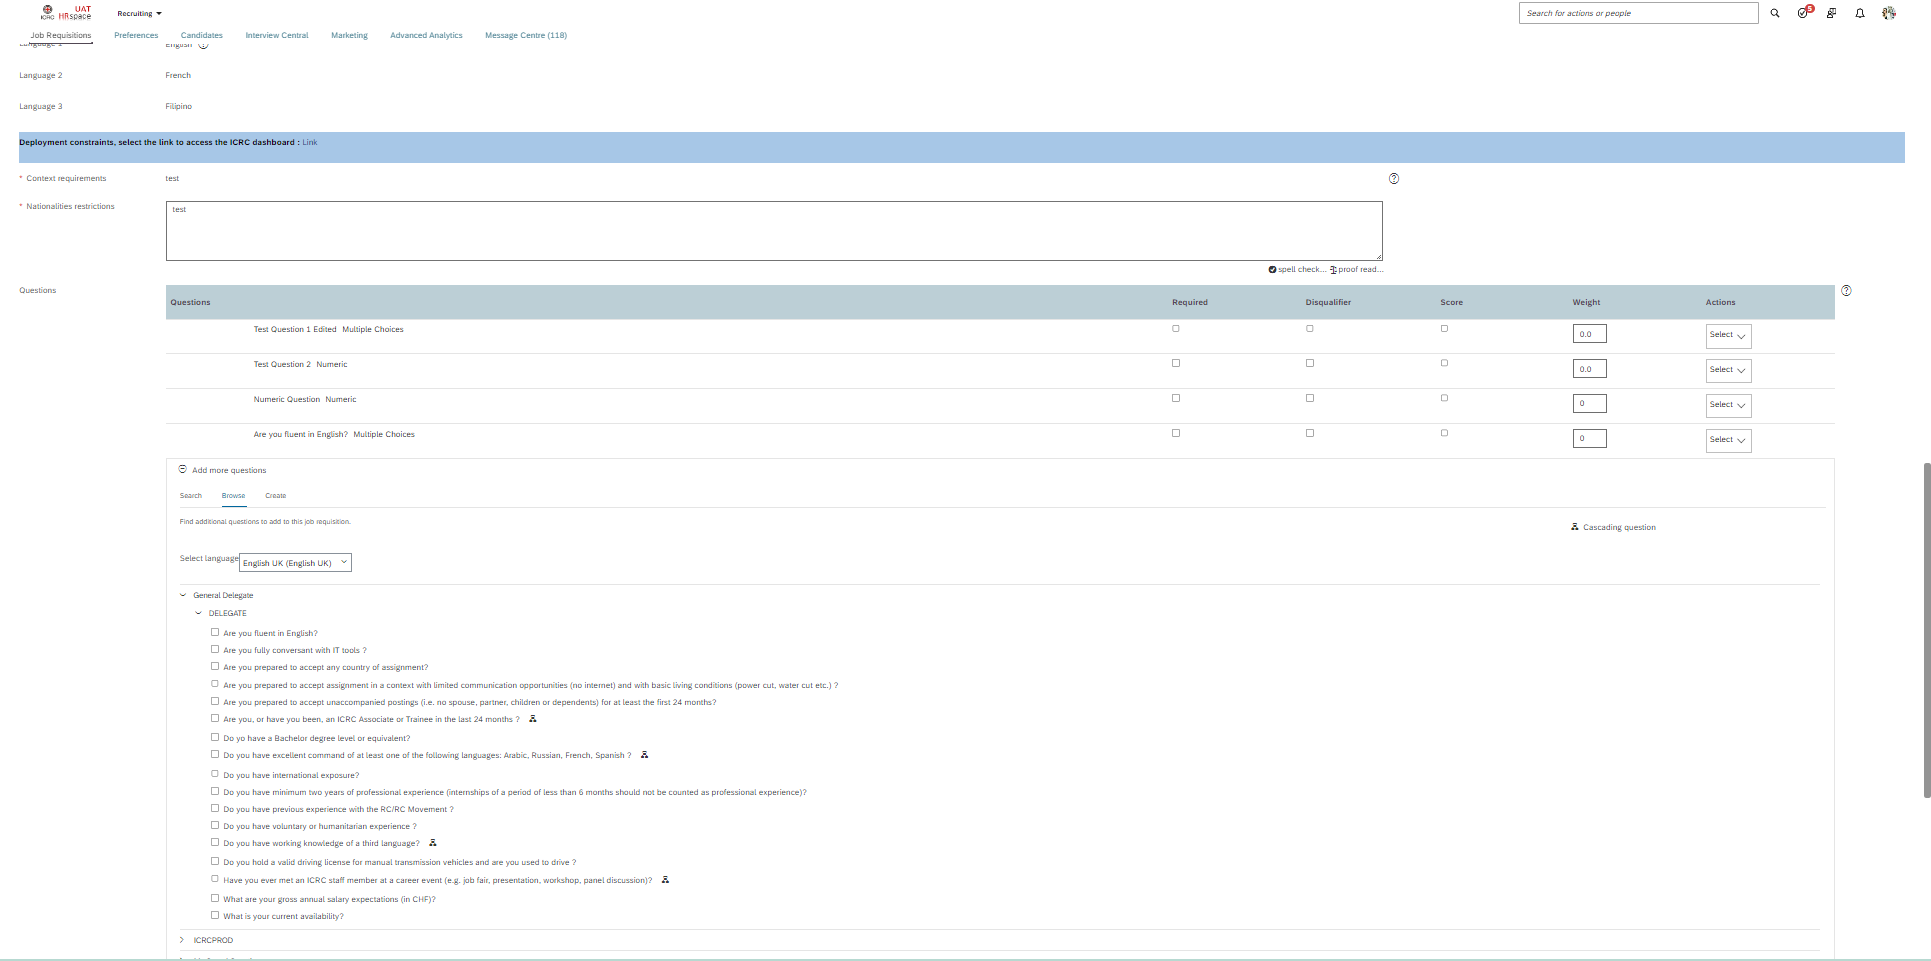 ICRC
UAT
HRspace
Recruiting
Search for actions or people
5
Job Requisitions
Preferences
Candidates
Interview Central
Marketing
Advanced Analytics
Message Centre (118)
Language 1 English
Language 2 French
Language 3 Filipino
Deployment constraints, select the link to access the ICRC dashboard : Link
* Context requirements test
* Nationalities restrictions test
spell check... proof read...
Questions
Questions Required Disqualifier Score Weight Actions
Test Question 1 Edited Multiple Choices 0.0 Select
Test Question 2 Numeric 0.0 Select
Numeric Question Numeric 0 Select
Are you fluent in English? Multiple Choices 0 Select
Add more questions
Search Browse Create
Find additional questions to add to this job requisition.
Cascading question
Select language English UK (English UK)
General Delegate
DELEGATE
Are you fluent in English?
Are you fully conversant with IT tools ?
Are you prepared to accept any country of assignment?
Are you prepared to accept assignment in a context with limited communication opportunities (no internet) and with basic living conditions (power cut, water cut etc.) ?
Are you prepared to accept unaccompanied postings (i.e. no spouse, partner, children or dependents) for at least the first 24 months?
Are you, or have you been, an ICRC Associate or Trainee in the last 24 months ?
Do yo have a Bachelor degree level or equivalent?
Do you have excellent command of at least one of the following languages: Arabic, Russian, French, Spanish ?
Do you have international exposure?
Do you have minimum two years of professional experience (internships of a period of less than 6 months should not be counted as professional experience)?
Do you have previous experience with the RC/RC Movement ?
Do you have voluntary or humanitarian experience ?
Do you have working knowledge of a third language?
Do you hold a valid driving license for manual transmission vehicles and are you used to drive ?
Have you ever met an ICRC staff member at a career event (e.g. job fair, presentation, workshop, panel discussion)?
What are your gross annual salary expectations (in CHF)?
What is your current availability?
ICRCPROD